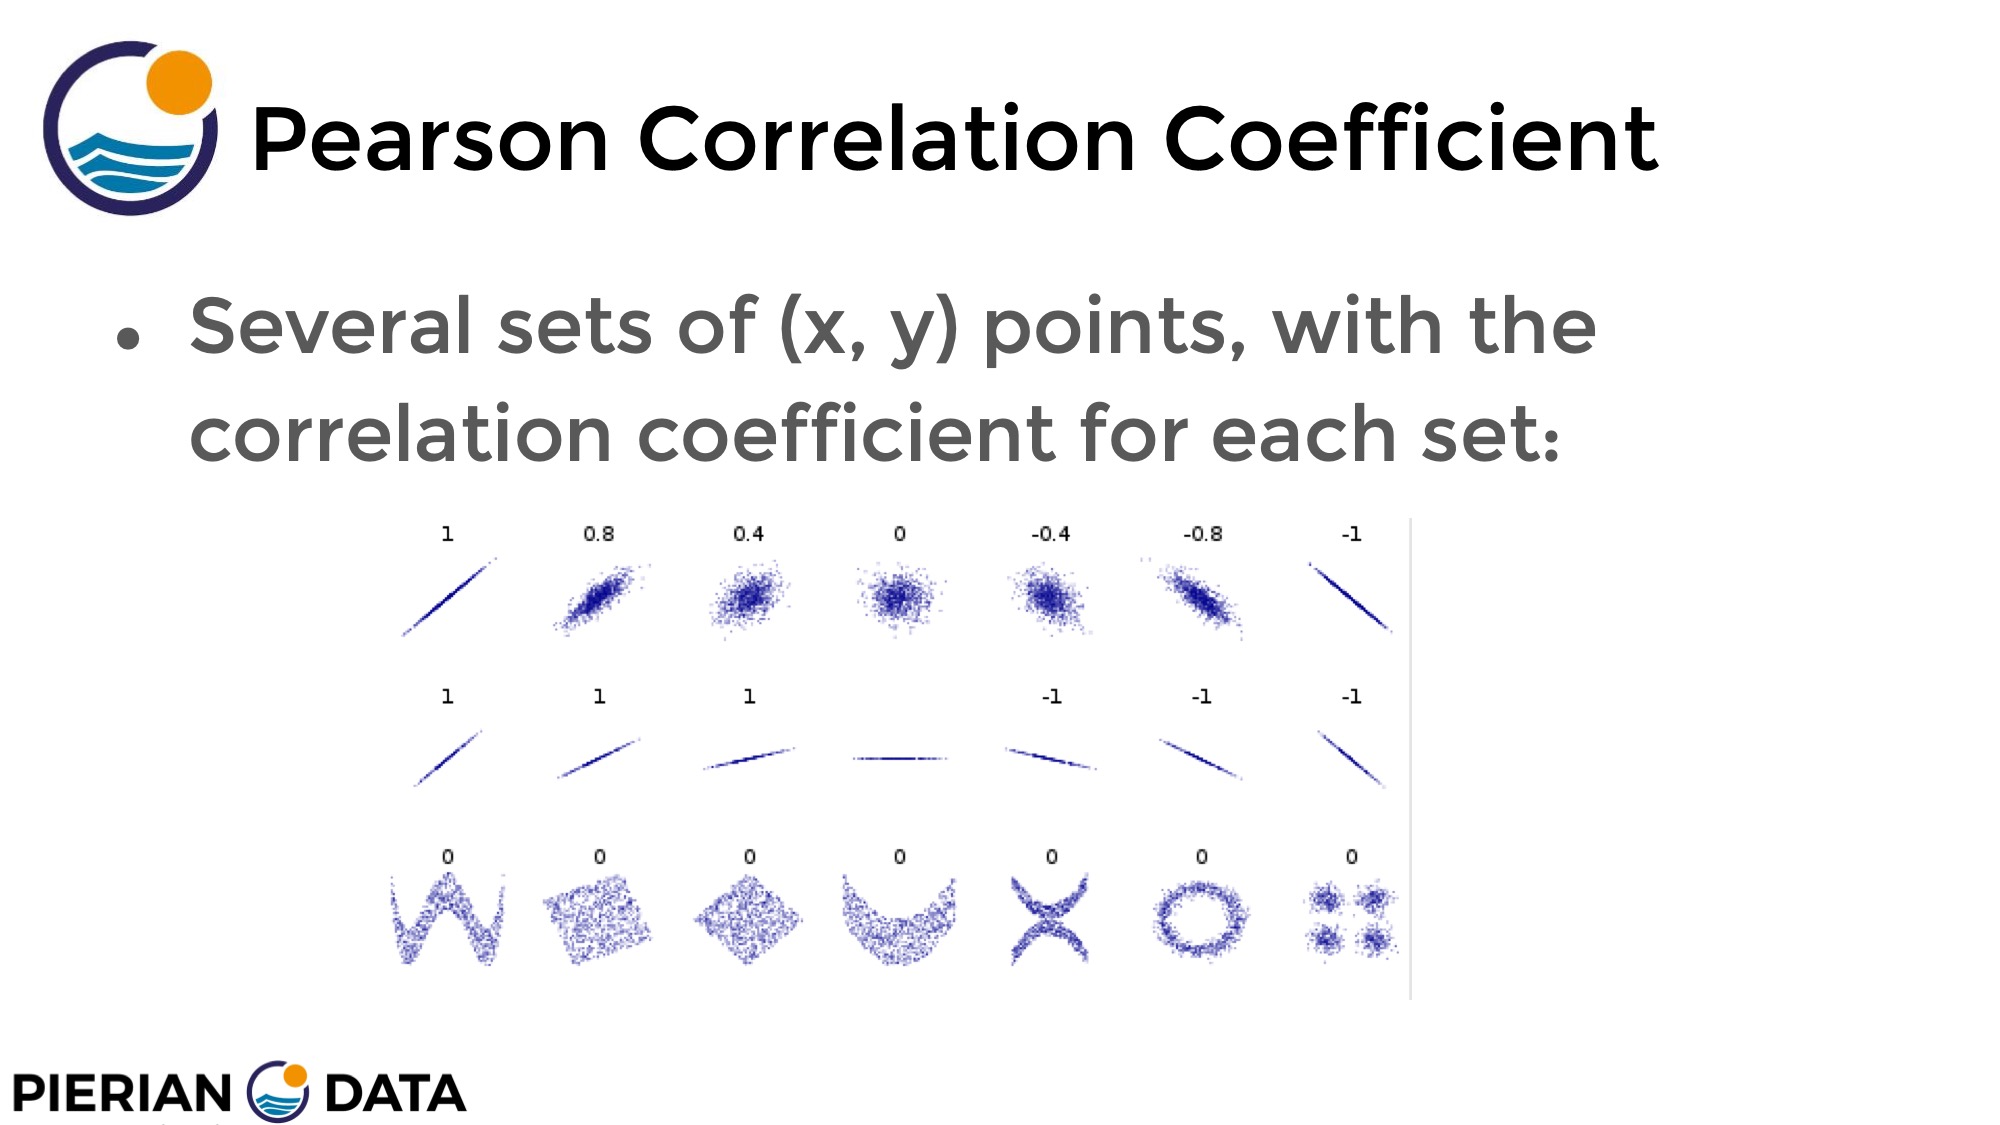 Pearson Correlation Coefficient
● Several sets of (x, y) points, with the
correlation coefficient for each set:
1 0.8 0.4 0 -0.4 -0.8 -1
1 1 1 -1 -1 -1
0 0 0 0 0 0 0
PIERIAN DATA